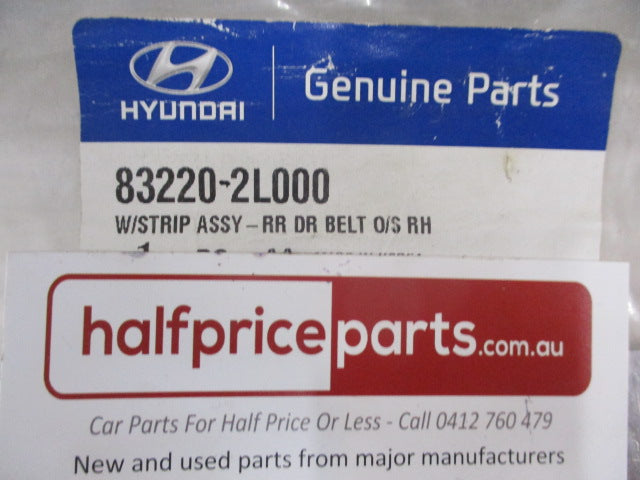 HYUNDAI
Genuine Parts
83220-2L000
W/STRIP ASSY-RR DR BELT O/S RH
halfpriceparts.com.au
Car Parts For Half Price Or Less - Call 0412 760 479
New and used parts from major manufacturers